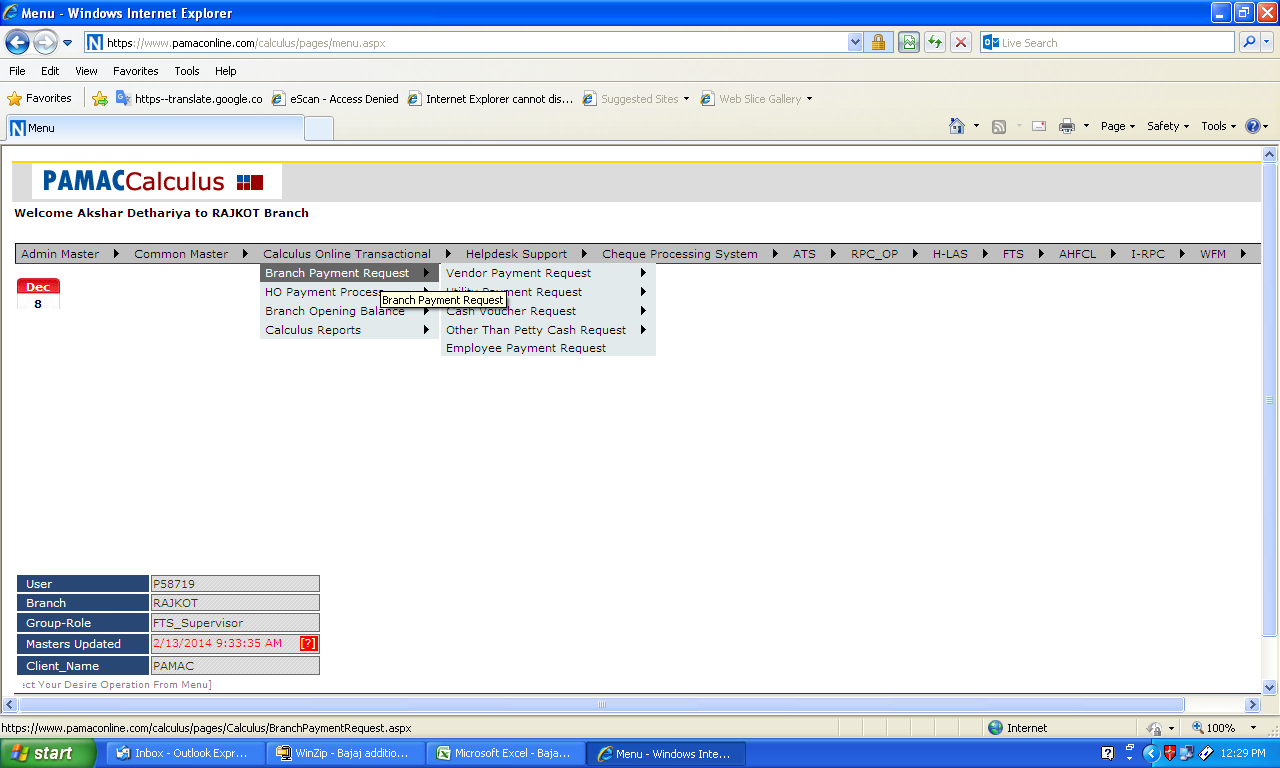 Menu - Windows Internet Explorer
https://www.pamaconline.com/calculus/pages/menu.aspx
Live Search
File Edit View Favorites Tools Help
Favorites https--translate.google.co eScan - Access Denied Internet Explorer cannot dis... Suggested Sites Web Slice Gallery
Menu Page Safety Tools
PAMACCalculus
Welcome Akshar Dethariya to RAJKOT Branch
Admin Master Common Master Calculus Online Transactional Helpdesk Support Cheque Processing System ATS RPC_OP H-LAS FTS AHFCL I-RPC WFM
Branch Payment Request Vendor Payment Request
HO Payment Process Utility Payment Request
Branch Payment Request
Branch Opening Balance Cash Voucher Request
Calculus Reports Other Than Petty Cash Request
Employee Payment Request
Dec
8
User P58719
Branch RAJKOT
Group-Role FTS_Supervisor
Masters Updated 2/13/2014 9:33:35 AM [?]
Client_Name PAMAC
ct Your Desire Operation From Menu]
https://www.pamaconline.com/calculus/pages/Calculus/BranchPaymentRequest.aspx Internet 100%
start Inbox - Outlook Expr... WinZip - Bajaj additio... Microsoft Excel - Baja... Menu - Windows Inte... 12:29 PM